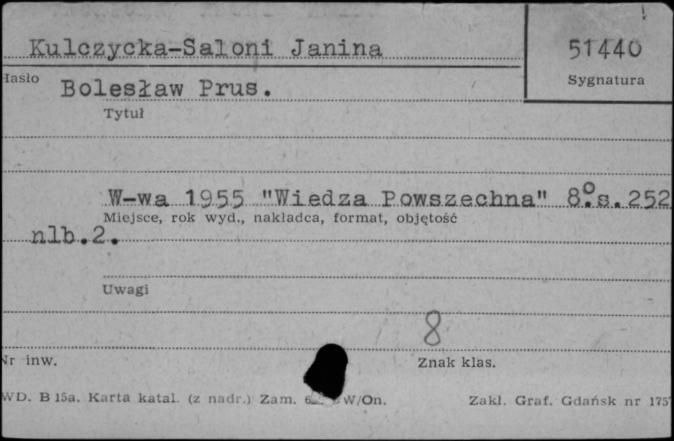 Kulczycka-Saloni Janina
51440
Hasło
Sygnatura
Bolesław Prus.
Tytuł
W-wa 1955 "Wiedza Powszechna" 8° s. 252
Miejsce, rok wyd., nakładca, format, objętość
nlb.2.
Uwagi
8
Nr inw.
Znak klas.
WD. B 15a. Karta katal. (z nadr.) Zam. W/On.
Zakl. Graf. Gdańsk nr 175